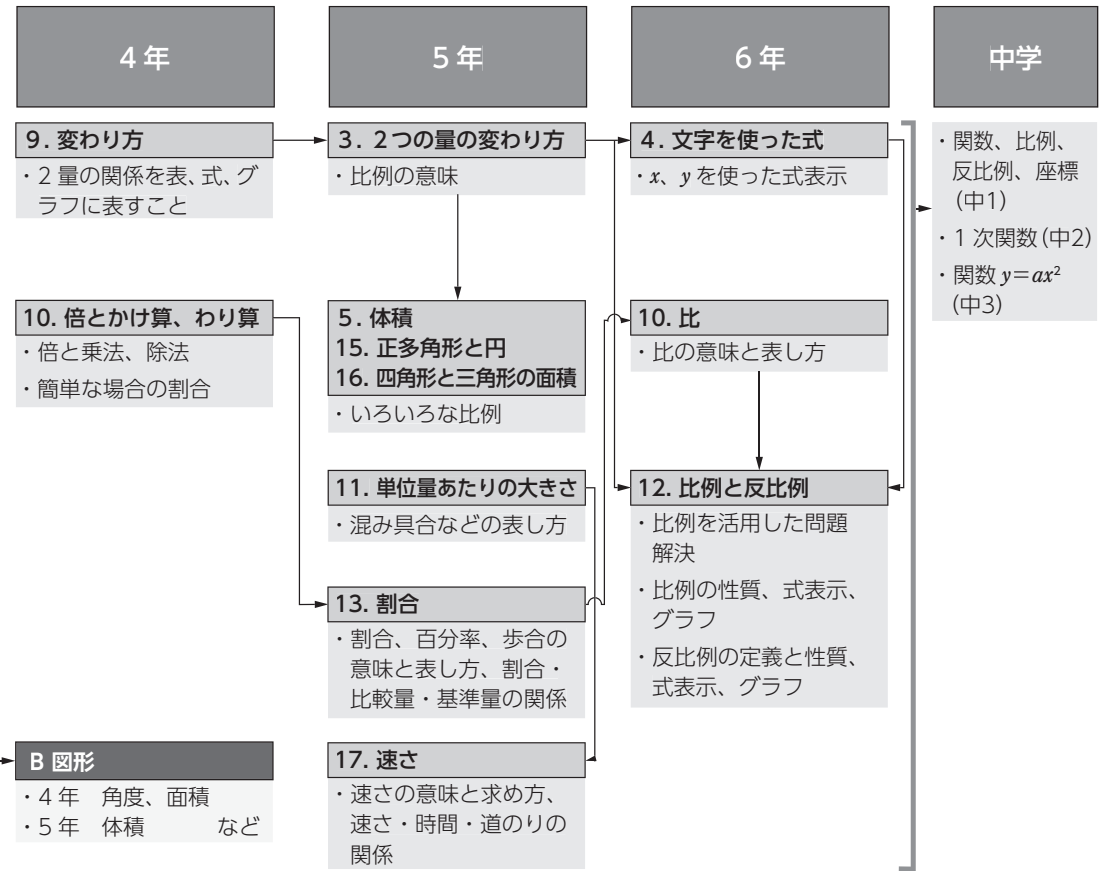 4年
5年
6年
中学
9. 変わり方
・2量の関係を表、式、グ
ラフに表すこと
10. 倍とかけ算、わり算
・倍と乗法、除法
・簡単な場合の割合
B 図形
・4年 角度、面積
・5年 体積 など
3. 2つの量の変わり方
・比例の意味
5. 体積
15. 正多角形と円
16. 四角形と三角形の面積
・いろいろな比例
11. 単位量あたりの大きさ
・混み具合などの表し方
13. 割合
・割合、百分率、歩合の
意味と表し方、割合・
比較量・基準量の関係
17. 速さ
・速さの意味と求め方、
速さ・時間・道のりの
関係
4. 文字を使った式
・x、yを使った式表示
10. 比
・比の意味と表し方
12. 比例と反比例
・比例を活用した問題
解決
・比例の性質、式表示、
グラフ
・反比例の定義と性質、
式表示、グラフ
・関数、比例、
反比例、座標
(中1)
・1次関数(中2)
・関数 y=ax²
(中3)